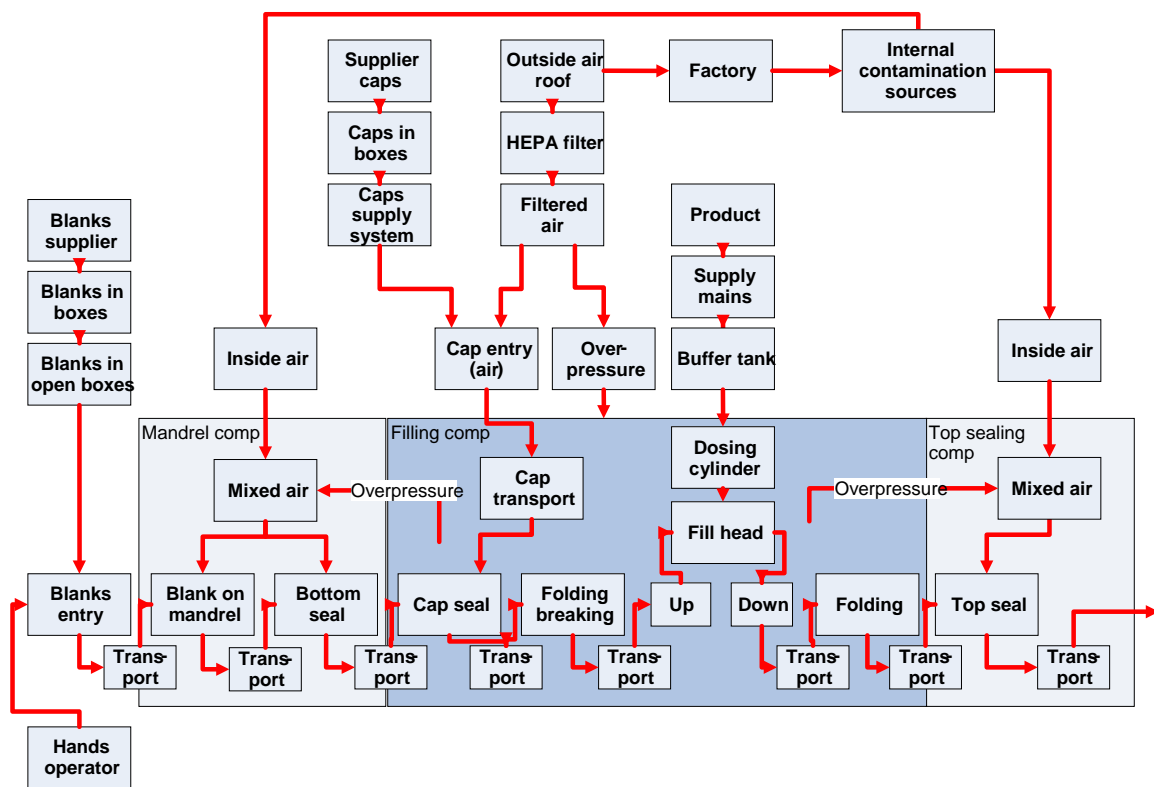 Supplier
caps
Outside air
roof
Factory
Internal
contamination
sources
Caps in
boxes
HEPA filter
Caps
supply
system
Filtered
air
Product
Blanks
supplier
Supply
mains
Blanks in
boxes
Inside air
Cap entry
(air)
Over-
pressure
Buffer tank
Inside air
Blanks in
open boxes
Mandrel comp
Filling comp
Top sealing
comp
Mixed air
Overpressure
Cap
transport
Dosing
cylinder
Overpressure
Mixed air
Fill head
Blanks
entry
Blank on
mandrel
Bottom
seal
Cap seal
Folding
breaking
Up
Down
Folding
Top seal
Trans-
port
Trans-
port
Trans-
port
Trans-
port
Trans-
port
Trans-
port
Trans-
port
Trans-
port
Trans-
port
Hands
operator